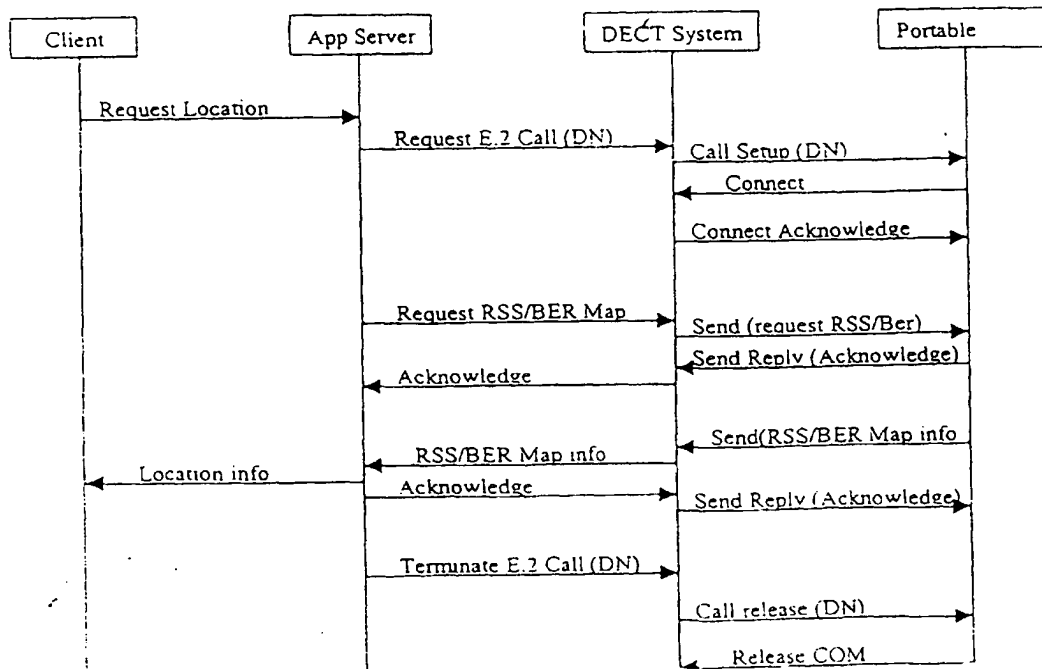 Client
App Server
DECT System
Portable
Request Location
Request E.2 Call (DN)
Call Setup (DN)
Connect
Connect Acknowledge
Request RSS/BER Map
Send (request RSS/Ber)
Send Reply (Acknowledge)
Acknowledge
Send(RSS/BER Map info
RSS/BER Map info
Location info
Acknowledge
Send Reply (Acknowledge)
Terminate E.2 Call (DN)
Call release (DN)
Release COM